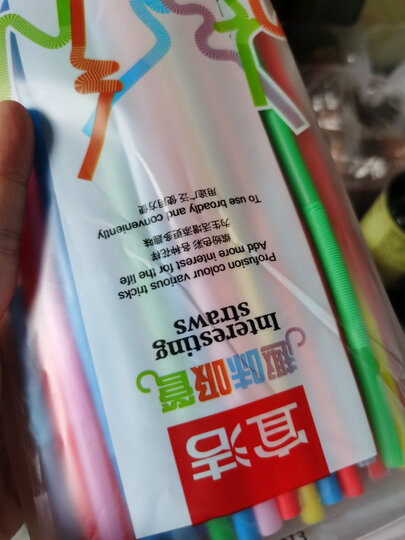 宜洁
趣味吸管
Interesting
straws
Profusion colour various tricks
Add more interest for the life
缤纷色彩 各种花样
为生活增添更多趣味
To use broadly and conveniently
用途广泛 使用方便